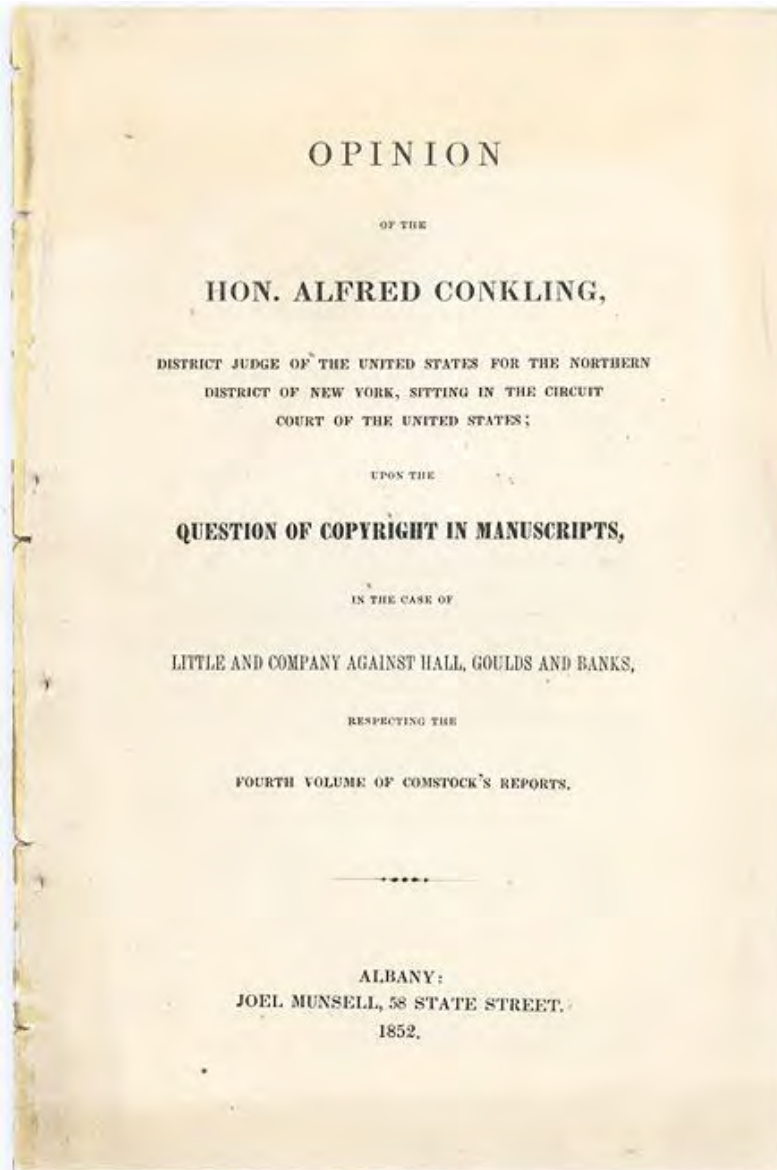 OPINION
OF THE
HON. ALFRED CONKLING,
DISTRICT JUDGE OF THE UNITED STATES FOR THE NORTHERN
DISTRICT OF NEW YORK, SITTING IN THE CIRCUIT
COURT OF THE UNITED STATES;
UPON THE
QUESTION OF COPYRIGHT IN MANUSCRIPTS,
IN THE CASE OF
LITTLE AND COMPANY AGAINST HALL, GOULDS AND BANKS,
RESPECTING THE
FOURTH VOLUME OF COMSTOCK'S REPORTS.
ALBANY:
JOEL MUNSELL, 58 STATE STREET.
1852.